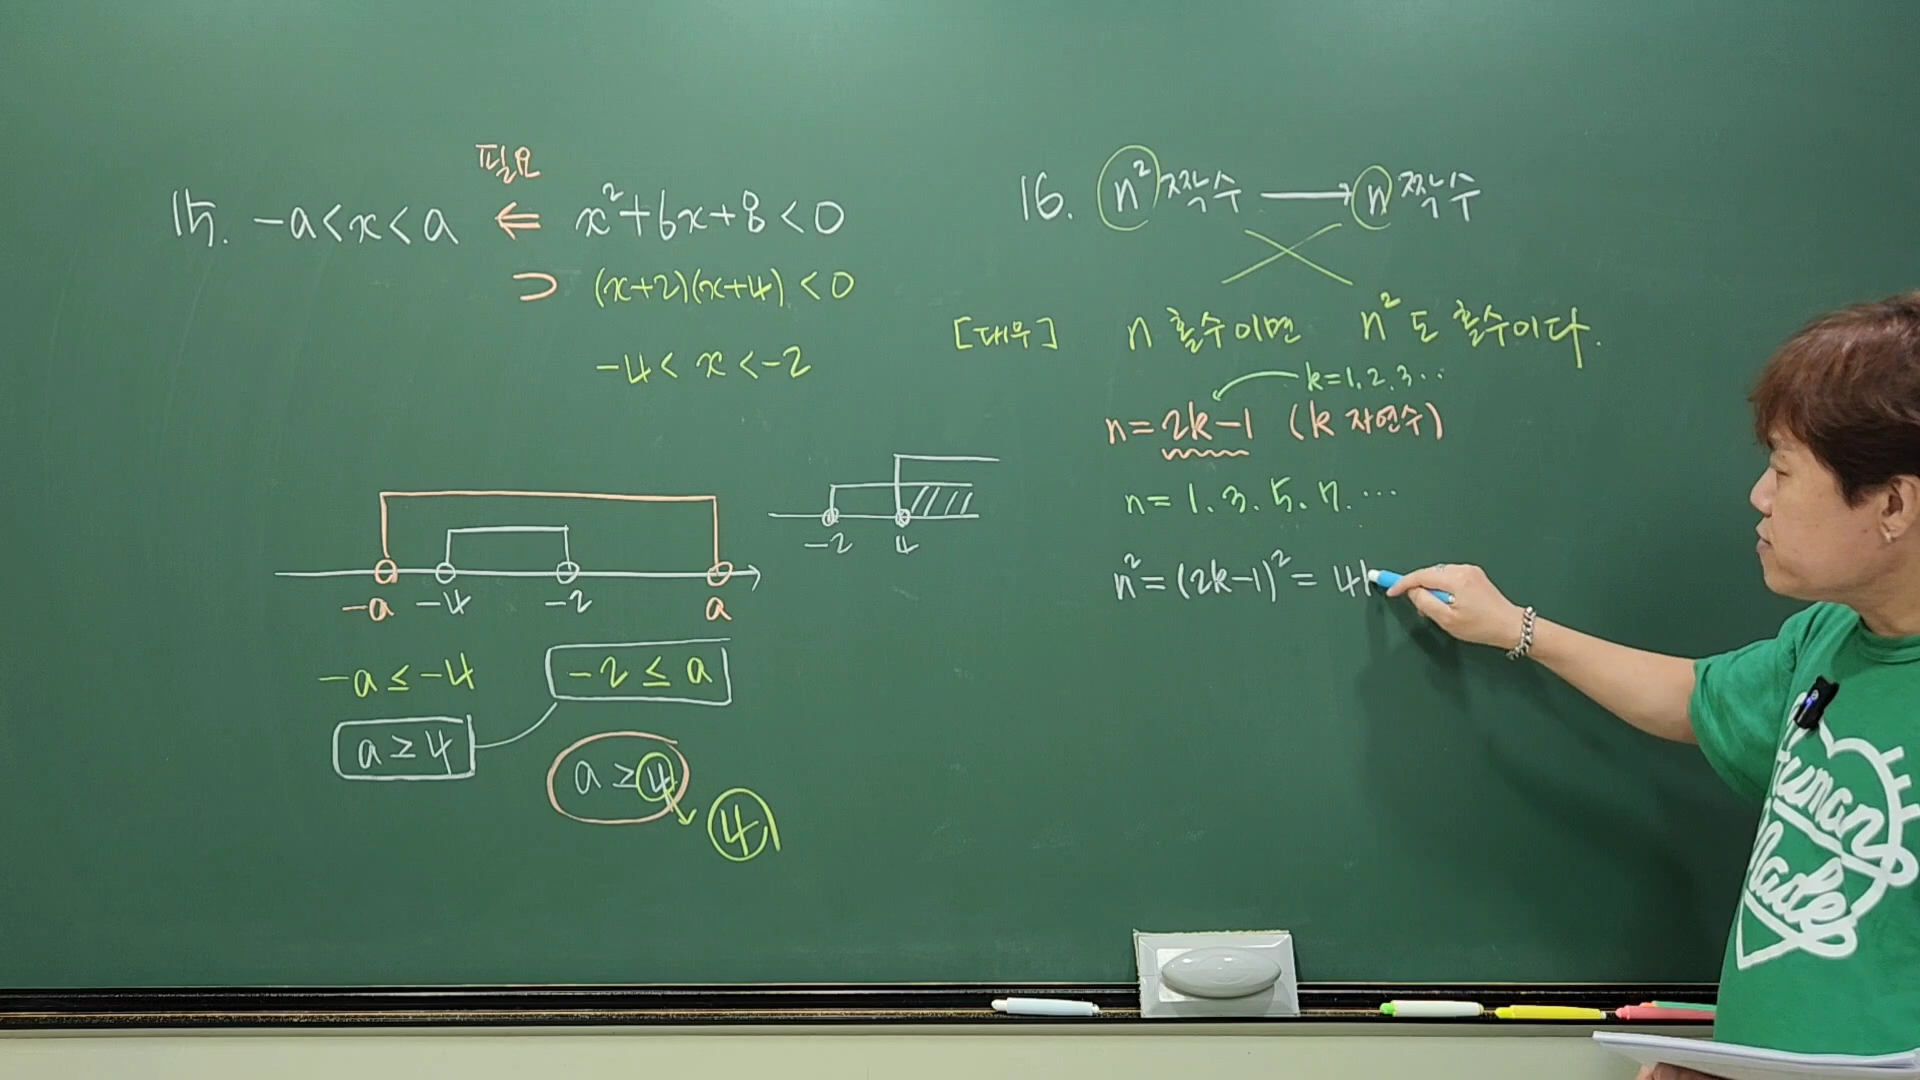 필요
15. -a<x<a ⇐ x²+6x+8<0
⊃ (x+2)(x+4)<0
-4< x <-2
-a -4 -2 a
-2 4
-a≤-4
-2≤a
a≥4
a≥4
4
16. n² 짝수 → n 짝수
[대우] n 홀수이면 n²도 홀수이다.
k=1.2.3…
n=2k-1 (k 자연수)
n=1.3.5.7.…
n²=(2k-1)²=4k
Human
Made